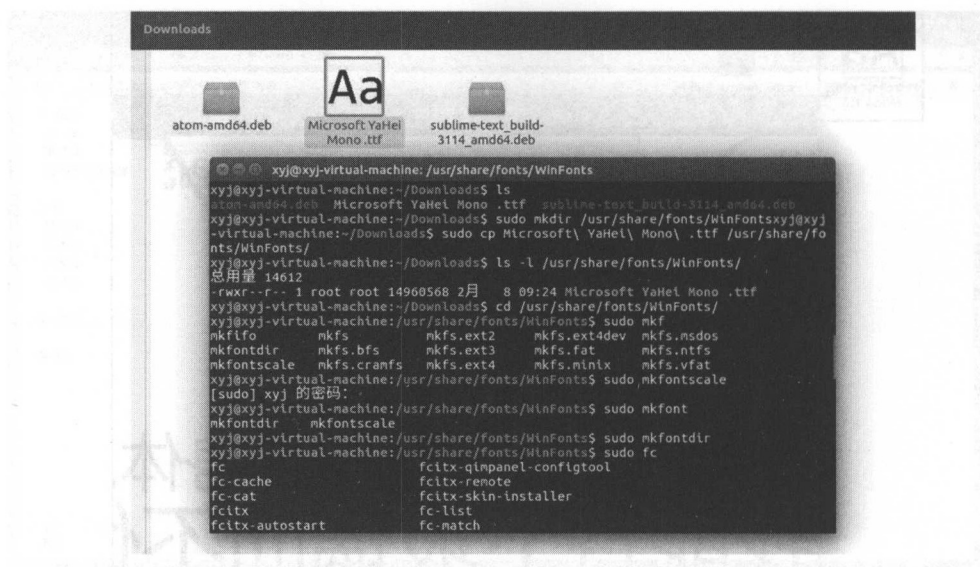 Downloads
Aa
atom-amd64.deb
Microsoft YaHei
Mono .ttf
sublime-text_build-
3114_amd64.deb
xyj@xyj-virtual-machine: /usr/share/fonts/WinFonts
xyj@xyj-virtual-machine:~/Downloads$ ls
atom-amd64.deb Microsoft YaHei Mono .ttf sublime-text_build-3114_amd64.deb
xyj@xyj-virtual-machine:~/Downloads$ sudo mkdir /usr/share/fonts/WinFontsxyj@xyj
-virtual-machine:~/Downloads$ sudo cp Microsoft\ YaHei\ Mono\ .ttf /usr/share/fo
nts/WinFonts/
xyj@xyj-virtual-machine:~/Downloads$ ls -l /usr/share/fonts/WinFonts/
总用量 14612
-rwxr--r-- 1 root root 14960568 2月 8 09:24 Microsoft YaHei Mono .ttf
xyj@xyj-virtual-machine:~/Downloads$ cd /usr/share/fonts/WinFonts/
xyj@xyj-virtual-machine:/usr/share/fonts/WinFonts$ sudo mkf
mkfifo mkfs mkfs.ext2 mkfs.ext4dev mkfs.msdos
mkfontdir mkfs.bfs mkfs.ext3 mkfs.fat mkfs.ntfs
mkfontscale mkfs.cramfs mkfs.ext4 mkfs.minix mkfs.vfat
xyj@xyj-virtual-machine:/usr/share/fonts/WinFonts$ sudo mkfontscale
[sudo] xyj 的密码:
xyj@xyj-virtual-machine:/usr/share/fonts/WinFonts$ sudo mkfont
mkfontdir mkfontscale
xyj@xyj-virtual-machine:/usr/share/fonts/WinFonts$ sudo mkfontdir
xyj@xyj-virtual-machine:/usr/share/fonts/WinFonts$ sudo fc
fc fcitx-qimpanel-configtool
fc-cache fcitx-remote
fc-cat fcitx-skin-installer
fcitx fc-list
fcitx-autostart fc-match